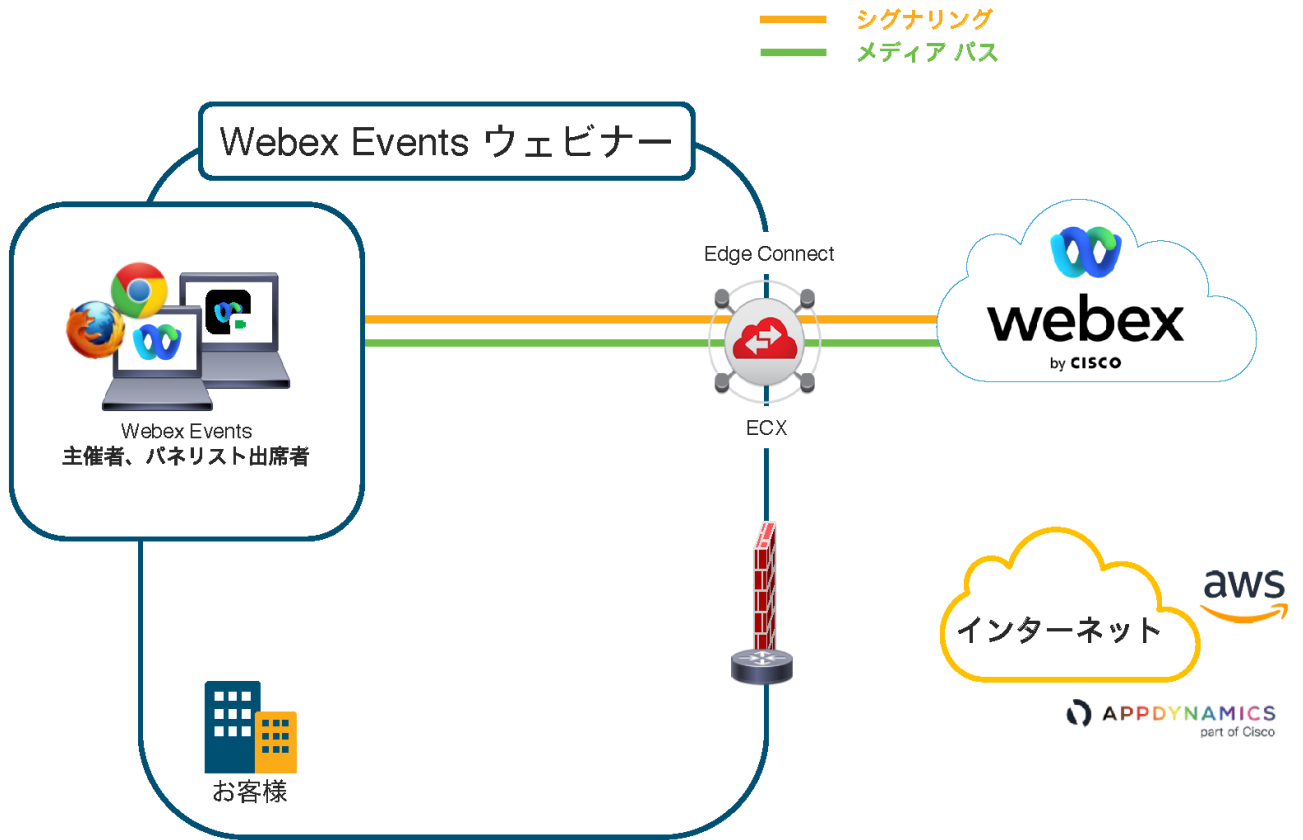 シグナリング
メディア パス
Webex Events ウェビナー
Edge Connect
webex
by CISCO
Webex Events
主催者、パネリスト出席者
ECX
aws
インターネット
APPDYNAMICS
part of Cisco
お客様